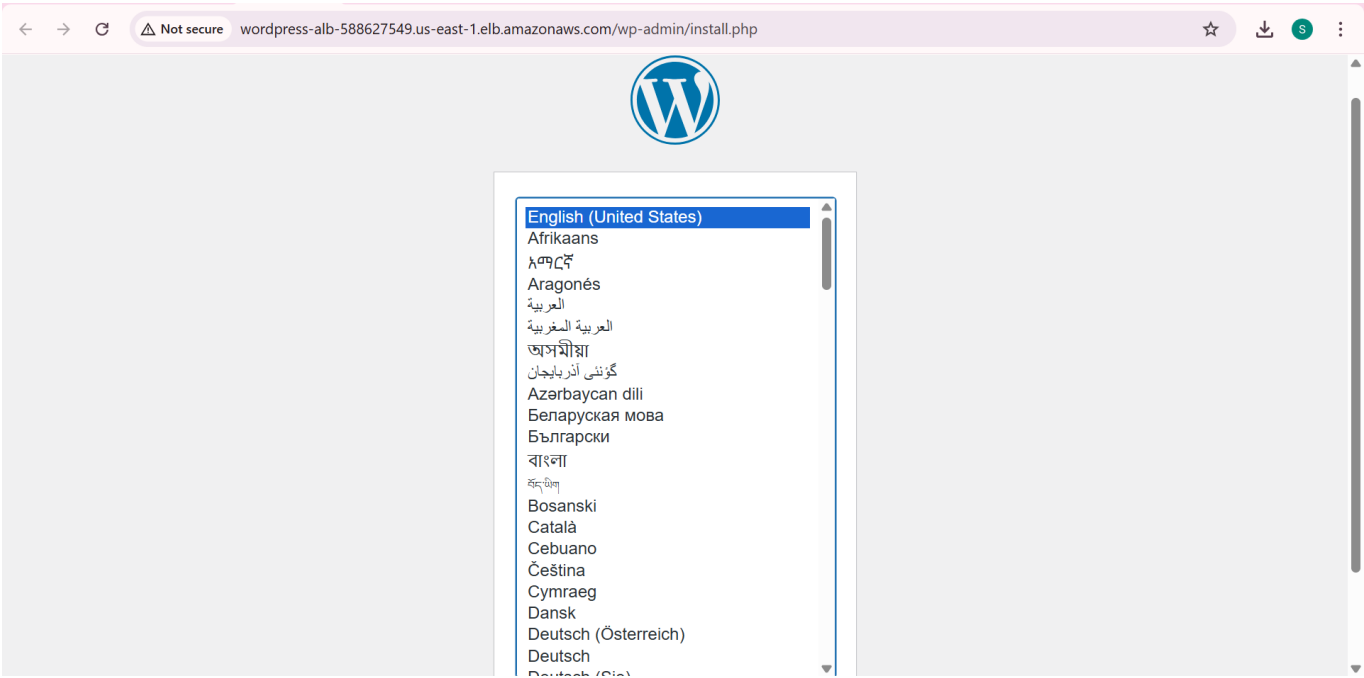 Not secure wordpress-alb-588627549.us-east-1.elb.amazonaws.com/wp-admin/install.php
S
English (United States)
Afrikaans
አማርኛ
Aragonés
العربية
العربية المغربية
অসমীয়া
گؤنئی آذربایجان
Azərbaycan dili
Беларуская мова
Български
বাংলা
བོད་ཡིག
Bosanski
Català
Cebuano
Čeština
Cymraeg
Dansk
Deutsch (Österreich)
Deutsch
Deutsch (Sie)